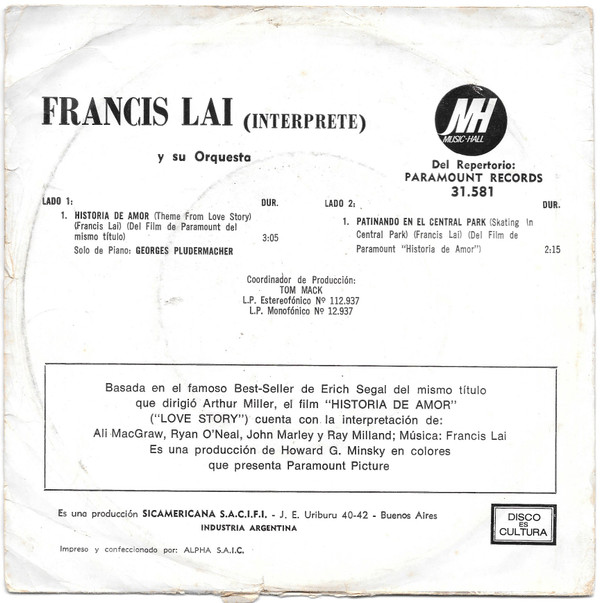 FRANCIS LAI (INTERPRETE)
y su Orquesta
MH
MUSIC-HALL
Del Repertorio:
PARAMOUNT RECORDS
31.581
LADO 1: DUR.
1. HISTORIA DE AMOR (Theme From Love Story)
(Francis Lai) (Del Film de Paramount del
mismo título) 3:05
Solo de Piano: GEORGES PLUDERMACHER
LADO 2: DUR.
1. PATINANDO EN EL CENTRAL PARK (Skating In
Central Park) (Francis Lai) (Del Film de
Paramount "Historia de Amor") 2:15
Coordinador de Producción:
TOM MACK
L.P. Estereofónico Nº 112.937
L.P. Monofónico Nº 12.937
Basada en el famoso Best-Seller de Erich Segal del mismo título
que dirigió Arthur Miller, el film "HISTORIA DE AMOR"
("LOVE STORY") cuenta con la interpretación de:
Ali MacGraw, Ryan O'Neal, John Marley y Ray Milland; Música: Francis Lai
Es una producción de Howard G. Minsky en colores
que presenta Paramount Picture
Es una producción SICAMERICANA S.A.C.I.F.I. - J. E. Uriburu 40-42 - Buenos Aires
INDUSTRIA ARGENTINA
Impreso y confeccionado por: ALPHA S.A.I.C.
DISCO
ES
CULTURA